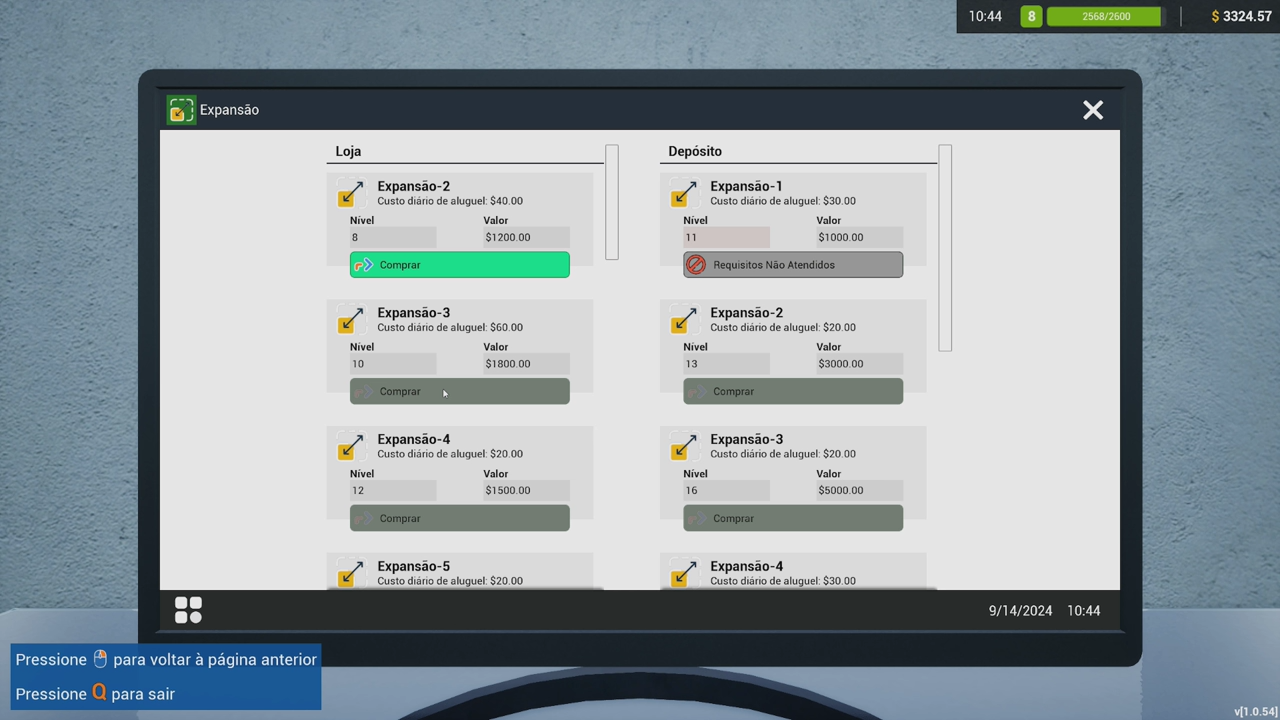 10:44
8
2568/2600
$ 3324.57
Expansão
Loja
Expansão-2
Custo diário de aluguel: $40.00
Nível
Valor
8
$1200.00
Comprar
Expansão-3
Custo diário de aluguel: $60.00
Nível
Valor
10
$1800.00
Comprar
Expansão-4
Custo diário de aluguel: $20.00
Nível
Valor
12
$1500.00
Comprar
Expansão-5
Custo diário de aluguel: $20.00
Depósito
Expansão-1
Custo diário de aluguel: $30.00
Nível
Valor
11
$1000.00
Requisitos Não Atendidos
Expansão-2
Custo diário de aluguel: $20.00
Nível
Valor
13
$3000.00
Comprar
Expansão-3
Custo diário de aluguel: $20.00
Nível
Valor
16
$5000.00
Comprar
Expansão-4
Custo diário de aluguel: $30.00
9/14/2024 10:44
Pressione para voltar à página anterior
Pressione Q para sair
v[1.0.54]